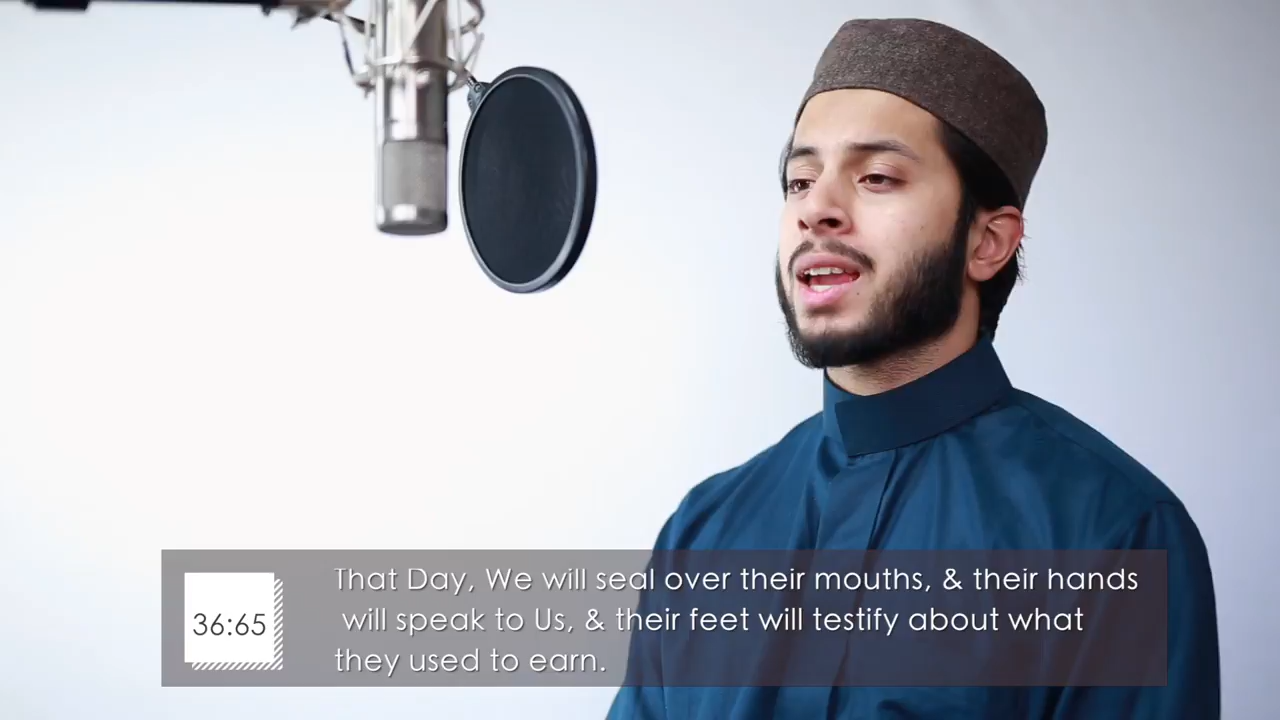 36:65
That Day, We will seal over their mouths, & their hands
will speak to Us, & their feet will testify about what
they used to earn.